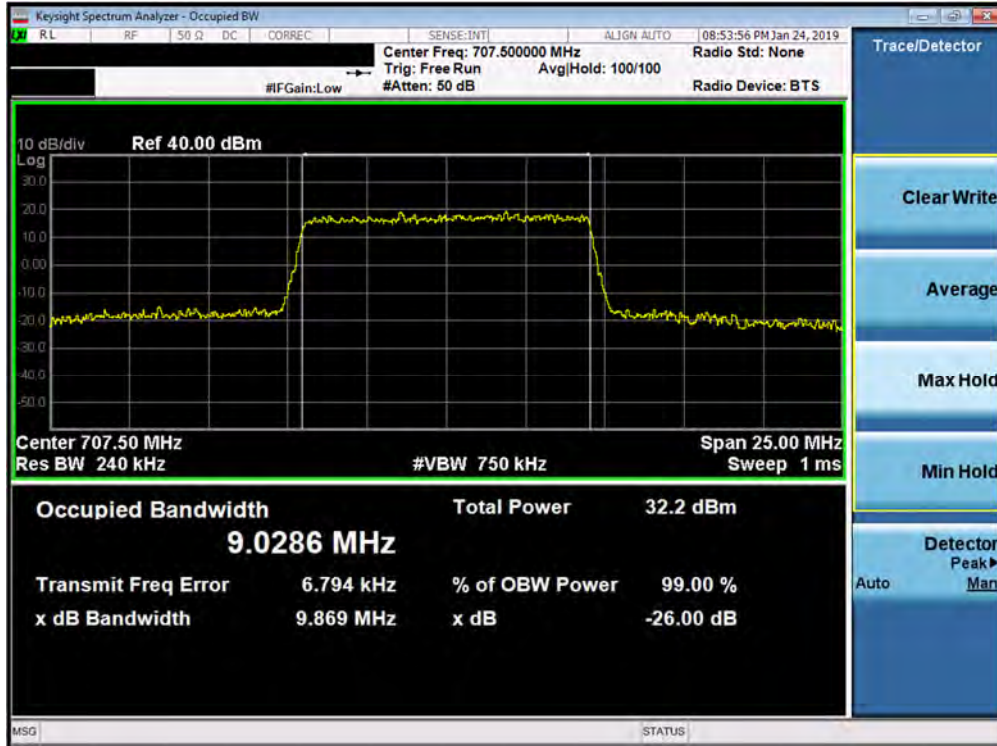 Keysight Spectrum Analyzer - Occupied BW
LXI RL RF 50 Ω DC CORREC SENSE:INT ALIGN AUTO 08:53:56 PM Jan 24, 2019
Center Freq: 707.500000 MHz Radio Std: None
Trig: Free Run Avg|Hold: 100/100
#IFGain:Low #Atten: 50 dB Radio Device: BTS
10 dB/div Ref 40.00 dBm
Log
30.0
20.0
10.0
0.00
-10.0
-20.0
-30.0
-40.0
-50.0
Center 707.50 MHz Span 25.00 MHz
Res BW 240 kHz #VBW 750 kHz Sweep 1 ms
Occupied Bandwidth Total Power 32.2 dBm
9.0286 MHz
Transmit Freq Error 6.794 kHz % of OBW Power 99.00 %
x dB Bandwidth 9.869 MHz x dB -26.00 dB
MSG STATUS
Trace/Detector
Clear Write
Average
Max Hold
Min Hold
Detector
Peak▶
Auto Man